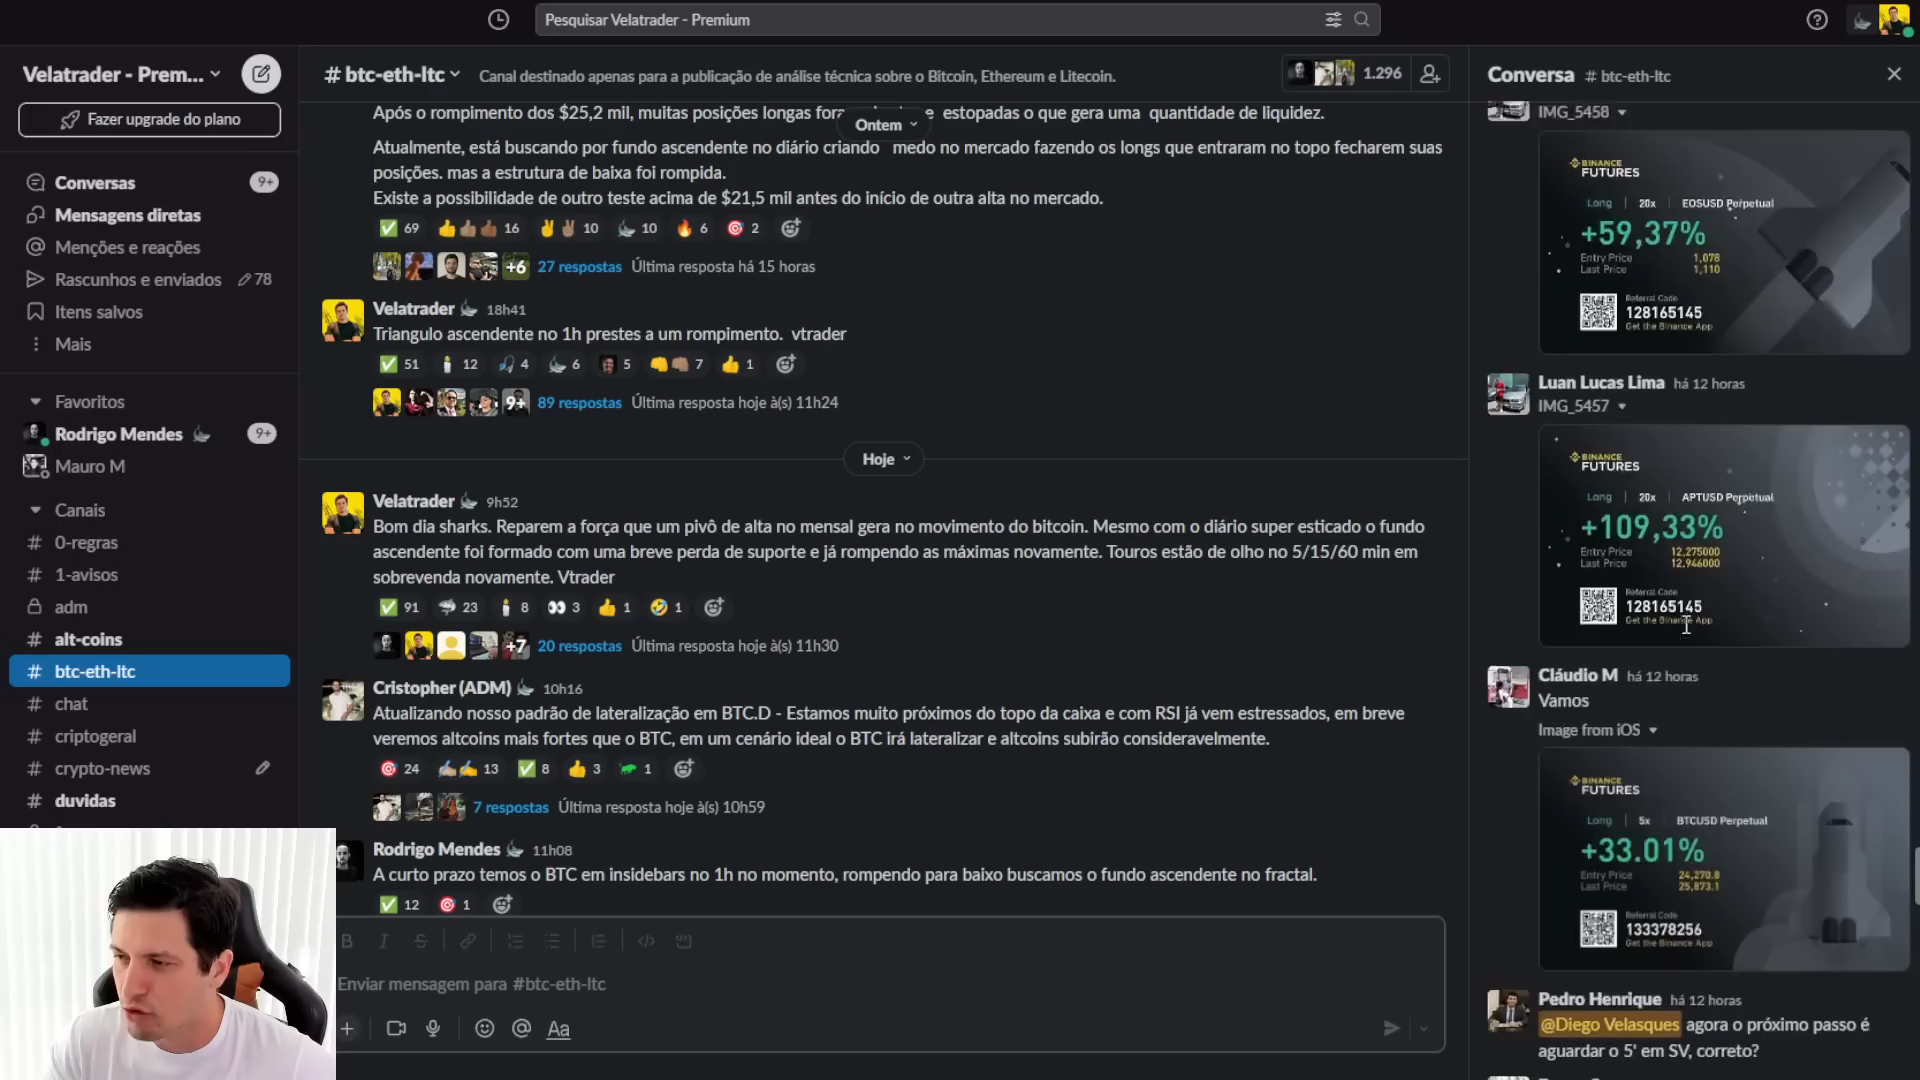 Pesquisar Velatrader - Premium
Velatrader - Prem...
Fazer upgrade do plano
Conversas 9+
Mensagens diretas
Menções e reações
Rascunhos e enviados 78
Itens salvos
Mais
Favoritos
Rodrigo Mendes 9+
Mauro M
Canais
# 0-regras
# 1-avisos
adm
# alt-coins
# btc-eth-ltc
# chat
# criptogeral
# crypto-news
# duvidas
# btc-eth-ltc
Canal destinado apenas para a publicação de análise técnica sobre o Bitcoin, Ethereum e Litecoin.
1.296
Após o rompimento dos $25,2 mil, muitas posições longas e estopadas o que gera uma quantidade de liquidez.
Ontem
Atualmente, está buscando por fundo ascendente no diário criando medo no mercado fazendo os longs que entraram no topo fecharem suas
posições. mas a estrutura de baixa foi rompida.
Existe a possibilidade de outro teste acima de $21,5 mil antes do início de outra alta no mercado.
69 16 10 10 6 2
+6 27 respostas Última resposta há 15 horas
Velatrader 18h41
Triangulo ascendente no 1h prestes a um rompimento. vtrader
51 12 4 6 5 7 1
9+ 89 respostas Última resposta hoje à(s) 11h24
Hoje
Velatrader 9h52
Bom dia sharks. Reparem a força que um pivô de alta no mensal gera no movimento do bitcoin. Mesmo com o diário super esticado o fundo
ascendente foi formado com uma breve perda de suporte e já rompendo as máximas novamente. Touros estão de olho no 5/15/60 min em
sobrevenda novamente. Vtrader
91 23 8 3 1 1
+7 20 respostas Última resposta hoje à(s) 11h30
Cristopher (ADM) 10h16
Atualizando nosso padrão de lateralização em BTC.D - Estamos muito próximos do topo da caixa e com RSI já vem estressados, em breve
veremos altcoins mais fortes que o BTC, em um cenário ideal o BTC irá lateralizar e altcoins subirão consideravelmente.
24 13 8 3 1
7 respostas Última resposta hoje à(s) 10h59
Rodrigo Mendes 11h08
A curto prazo temos o BTC em insidebars no 1h no momento, rompendo para baixo buscamos o fundo ascendente no fractal.
12 1
B I S
Enviar mensagem para #btc-eth-ltc
+ @ Aa
Conversa # btc-eth-ltc
IMG_5458
BINANCE
FUTURES
Long | 20x | EOSUSD Perpetual
+59,37%
Entry Price 1,078
Last Price 1,110
Referral Code
128165145
Get the Binance App
Luan Lucas Lima há 12 horas
IMG_5457
BINANCE
FUTURES
Long | 20x | APTUSD Perpetual
+109,33%
Entry Price 12,275000
Last Price 12,946000
Referral Code
128165145
Get the Binance App
Cláudio M há 12 horas
Vamos
Image from iOS
BINANCE
FUTURES
Long | 5x | BTCUSD Perpetual
+33.01%
Entry Price 24,270.8
Last Price 25,873.1
Referral Code
133378256
Get the Binance App
Pedro Henrique há 12 horas
@Diego Velasques agora o próximo passo é
aguardar o 5' em SV, correto?